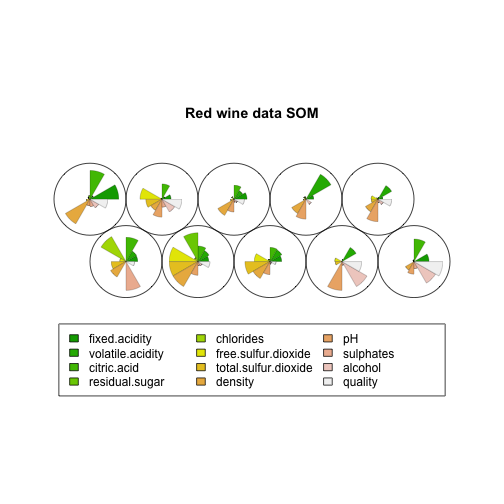 Red wine data SOM
fixed.acidity chlorides pH
volatile.acidity free.sulfur.dioxide sulphates
citric.acid total.sulfur.dioxide alcohol
residual.sugar density quality